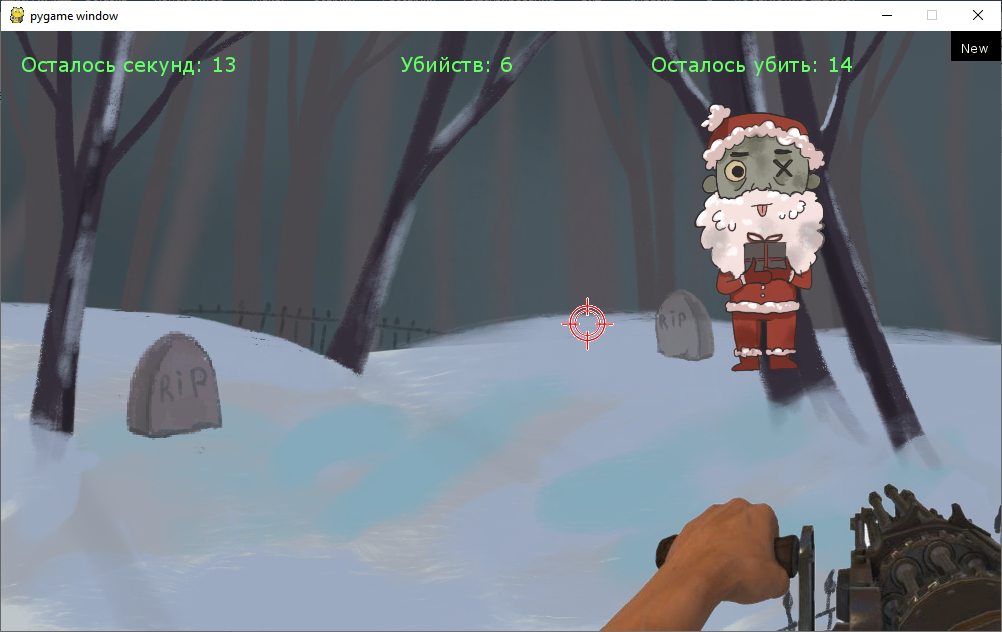 pygame window
Осталось секунд: 13
Убийств: 6
Осталось убить: 14
New
RIP
RIP